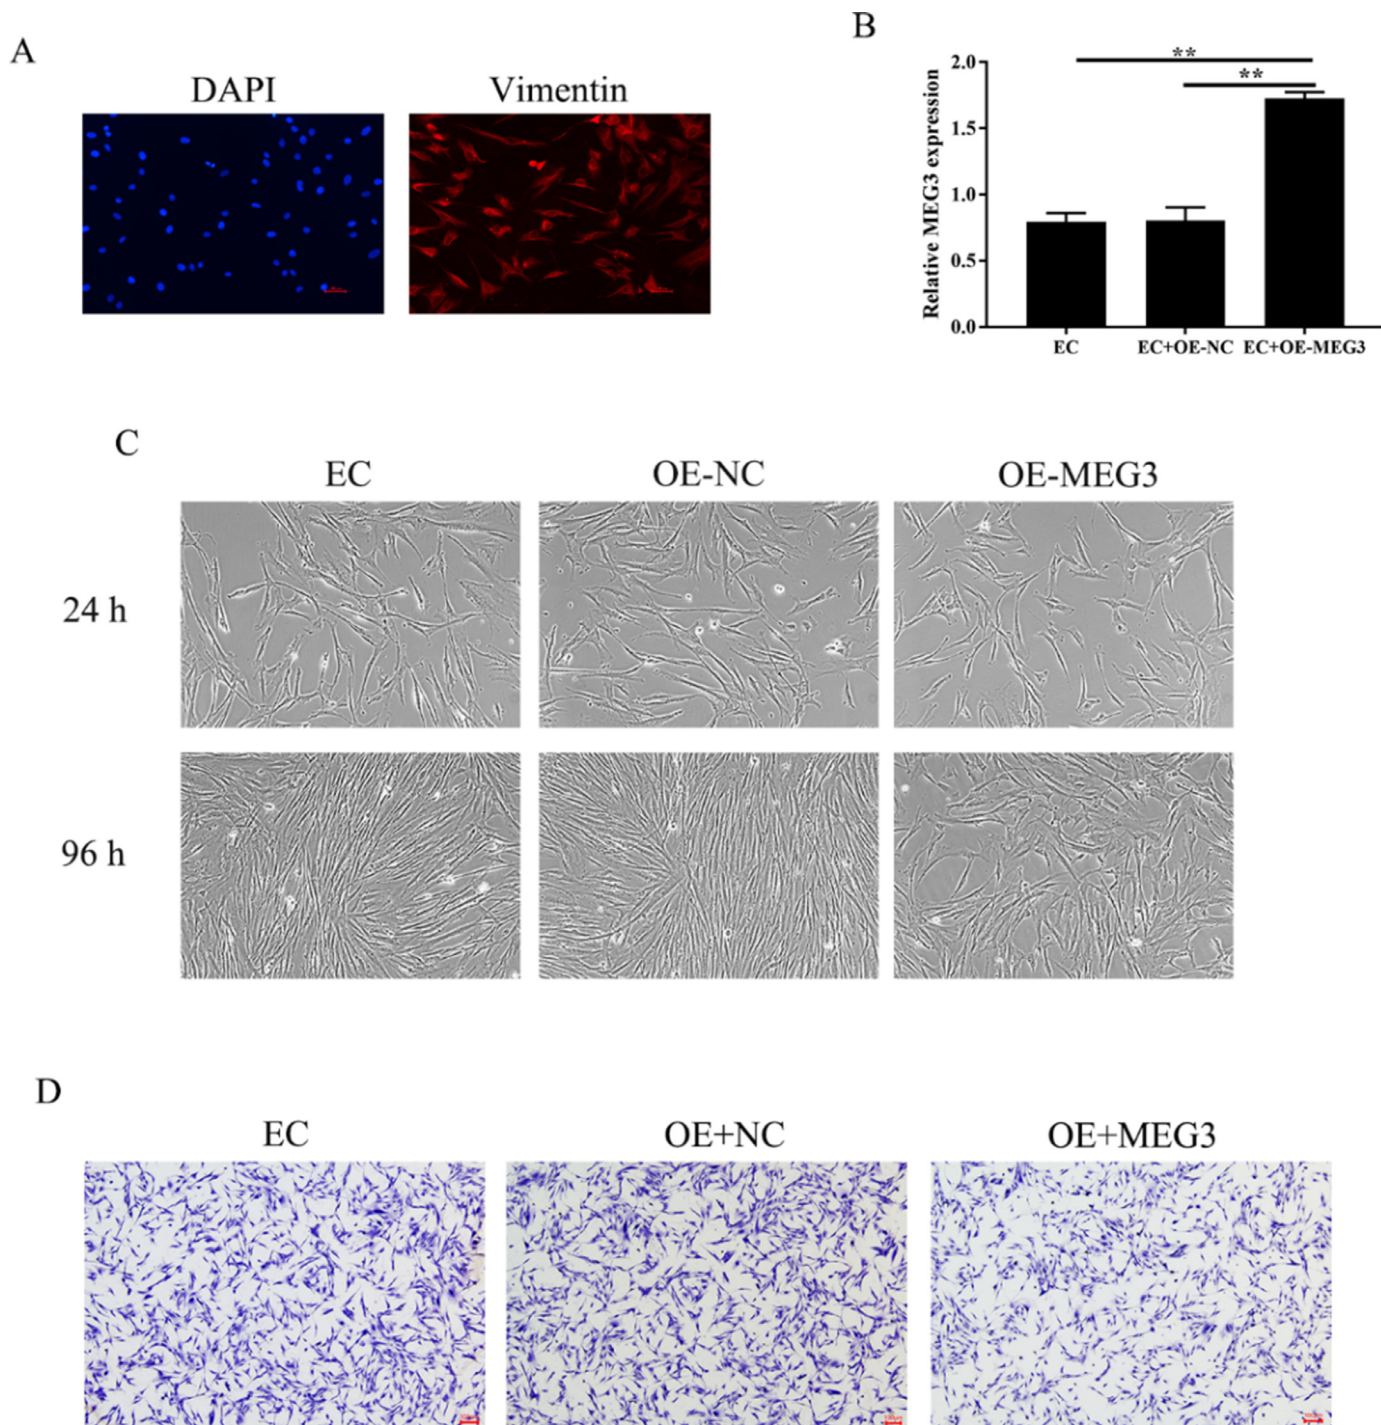 A
DAPI
Vimentin
B
Relative MEG3 expression
2.0
1.5
1.0
0.5
0.0
**
**
EC
EC+OE-NC
EC+OE-MEG3
C
EC
OE-NC
OE-MEG3
24 h
96 h
D
EC
OE+NC
OE+MEG3